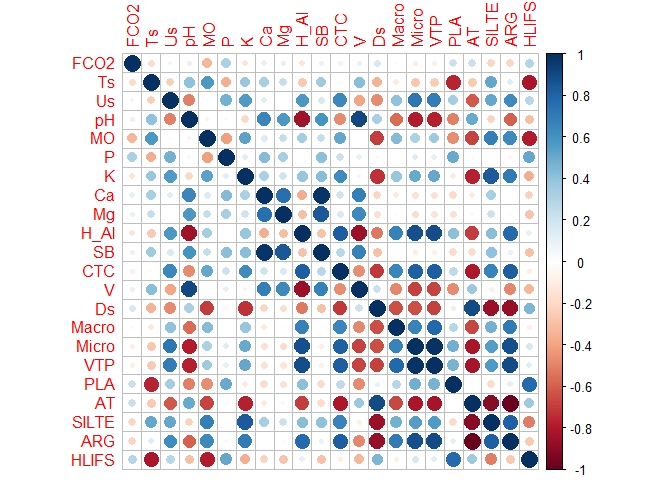 FCO2 Ts Us pH MO P K Ca Mg H_Al SB CTC V Ds Macro Micro VTP PLA AT SILTE ARG HLIFS
FCO2
Ts
Us
pH
MO
P
K
Ca
Mg
H_Al
SB
CTC
V
Ds
Macro
Micro
VTP
PLA
AT
SILTE
ARG
HLIFS
1
0.8
0.6
0.4
0.2
0
-0.2
-0.4
-0.6
-0.8
-1